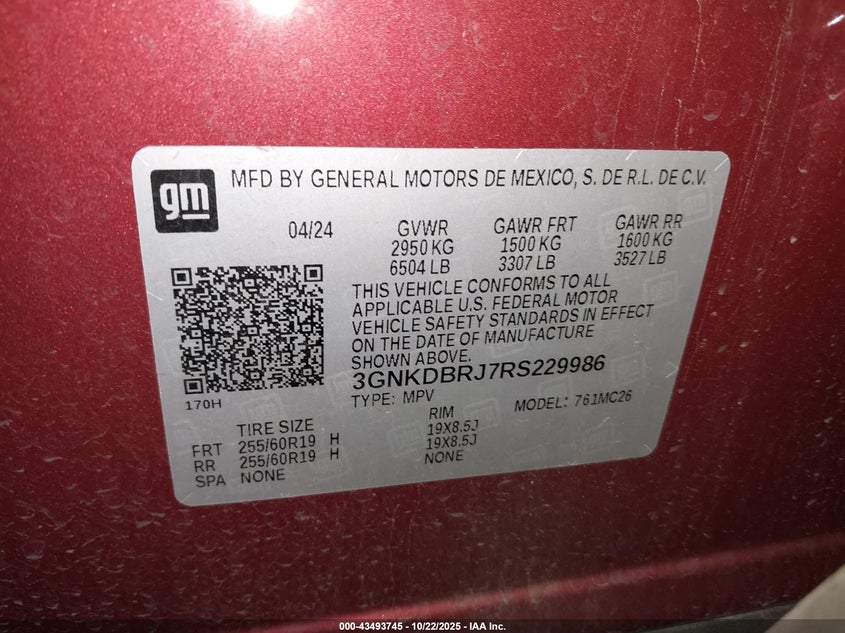 gm
MFD BY GENERAL MOTORS DE MEXICO, S. DE R.L. DE C.V.
04/24 GVWR GAWR FRT GAWR RR
2950 KG 1500 KG 1600 KG
6504 LB 3307 LB 3527 LB
THIS VEHICLE CONFORMS TO ALL
APPLICABLE U.S. FEDERAL MOTOR
VEHICLE SAFETY STANDARDS IN EFFECT
ON THE DATE OF MANUFACTURE
SHOWN ABOVE.
3GNKDBRJ7RS229986
170H TYPE: MPV MODEL: 761MC26
TIRE SIZE RIM
FRT 255/60R19 H 19X8.5J
RR 255/60R19 H 19X8.5J
SPA NONE NONE
000-43493745 - 10/22/2025 - IAA Inc.